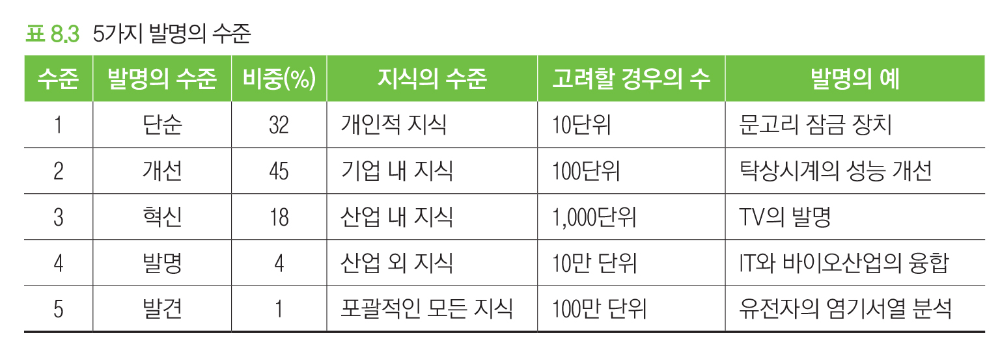 표 8.3 5가지 발명의 수준
수준 발명의 수준 비중(%) 지식의 수준 고려할 경우의 수 발명의 예
1 단순 32 개인적 지식 10단위 문고리 잠금 장치
2 개선 45 기업 내 지식 100단위 탁상시계의 성능 개선
3 혁신 18 산업 내 지식 1,000단위 TV의 발명
4 발명 4 산업 외 지식 10만 단위 IT와 바이오산업의 융합
5 발견 1 포괄적인 모든 지식 100만 단위 유전자의 염기서열 분석